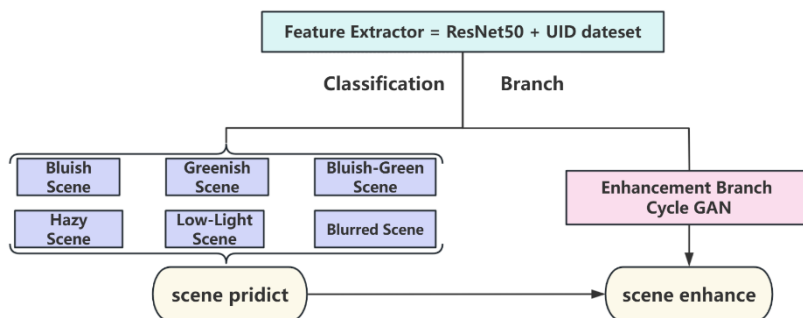 Feature Extractor = ResNet50 + UID dateset
Classification Branch
Bluish
Scene
Greenish
Scene
Bluish-Green
Scene
Hazy
Scene
Low-Light
Scene
Blurred Scene
Enhancement Branch
Cycle GAN
scene pridict
scene enhance